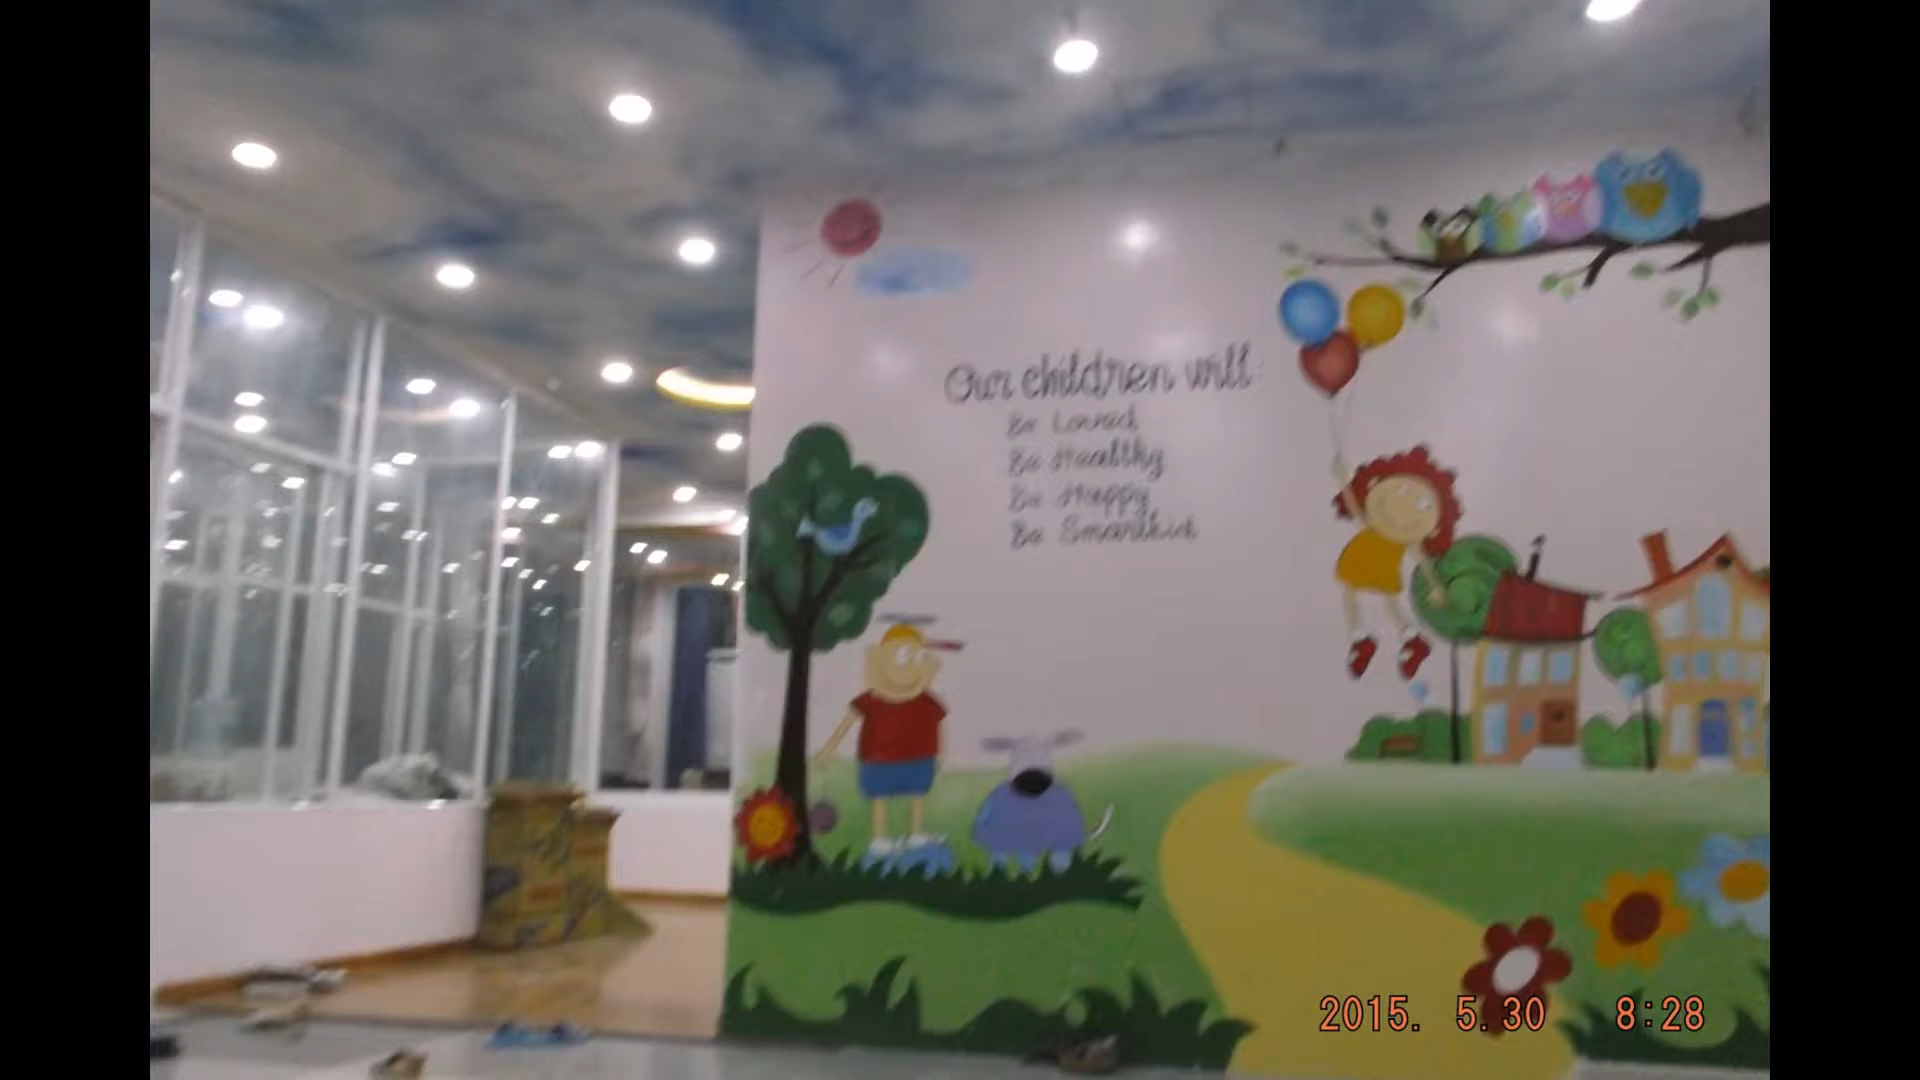 Our children will:
Be Loved
Be Healthy
Be Happy
Be Smartkid
2015. 5.30 8:28